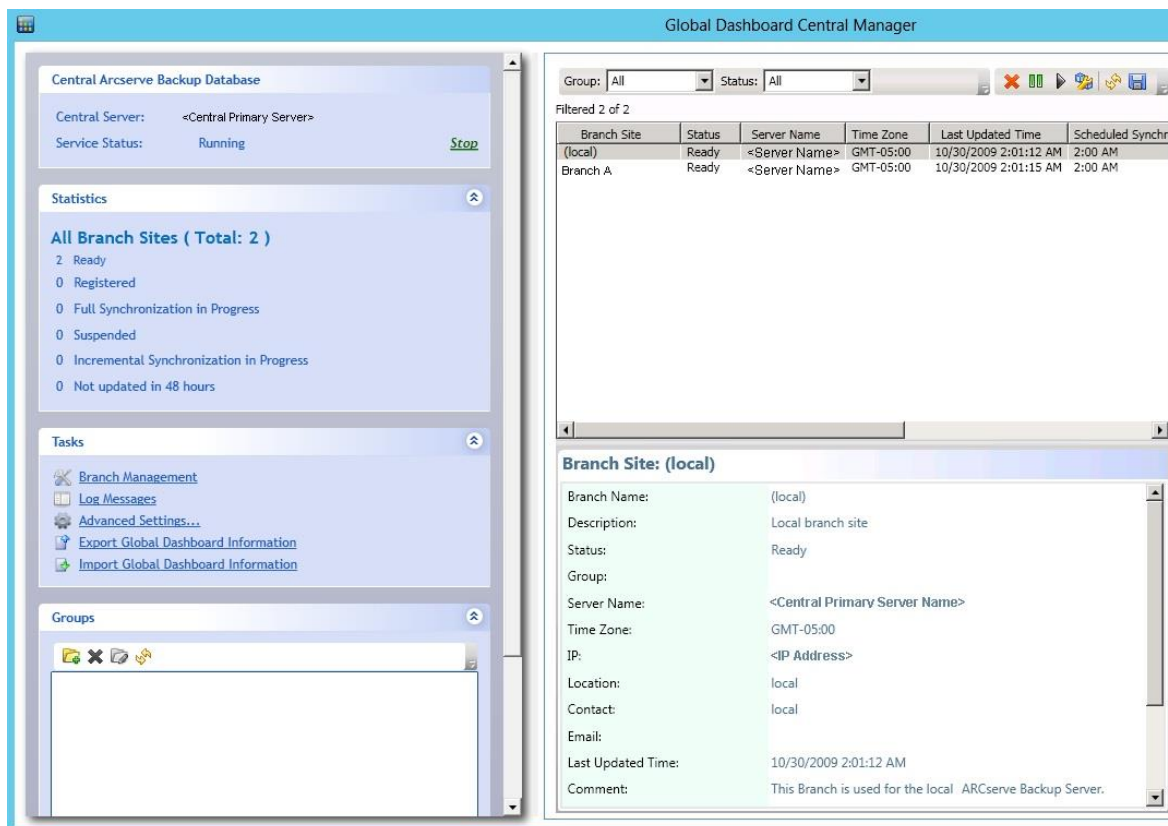 Global Dashboard Central Manager
Central Arcserve Backup Database
Central Server: <Central Primary Server>
Service Status: Running Stop
Statistics
All Branch Sites ( Total: 2 )
2 Ready
0 Registered
0 Full Synchronization in Progress
0 Suspended
0 Incremental Synchronization in Progress
0 Not updated in 48 hours
Tasks
Branch Management
Log Messages
Advanced Settings...
Export Global Dashboard Information
Import Global Dashboard Information
Groups
Group: All Status: All
Filtered 2 of 2
Branch Site Status Server Name Time Zone Last Updated Time Scheduled Synchr
(local) Ready <Server Name> GMT-05:00 10/30/2009 2:01:12 AM 2:00 AM
Branch A Ready <Server Name> GMT-05:00 10/30/2009 2:01:15 AM 2:00 AM
Branch Site: (local)
Branch Name: (local)
Description: Local branch site
Status: Ready
Group:
Server Name: <Central Primary Server Name>
Time Zone: GMT-05:00
IP: <IP Address>
Location: local
Contact: local
Email:
Last Updated Time: 10/30/2009 2:01:12 AM
Comment: This Branch is used for the local ARCserve Backup Server.